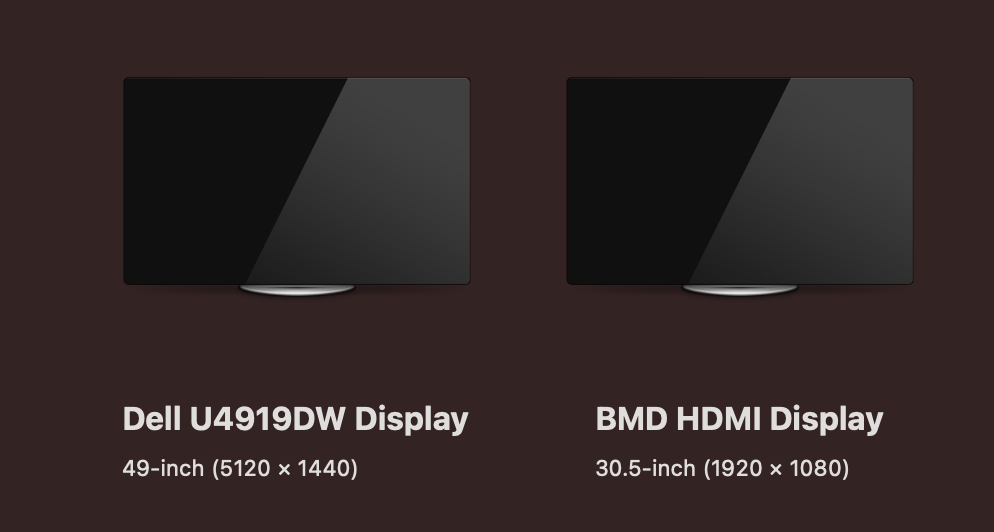 Dell U4919DW Display
49-inch (5120 × 1440)
BMD HDMI Display
30.5-inch (1920 × 1080)